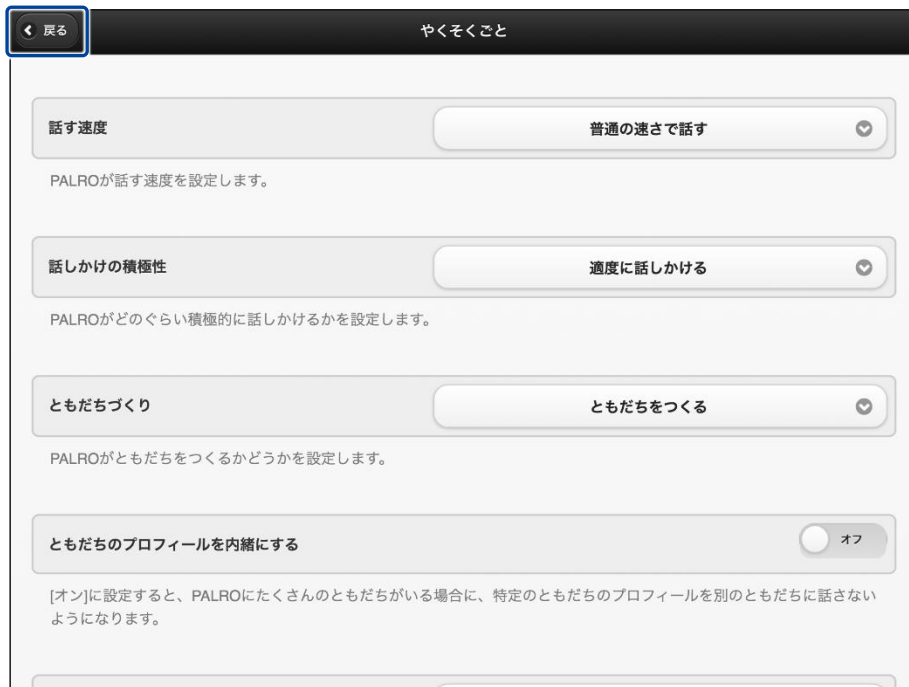 戻る
やくそくごと
話す速度
普通の速さで話す
PALROが話す速度を設定します。
話しかけの積極性
適度に話しかける
PALROがどのぐらい積極的に話しかけるかを設定します。
ともだちづくり
ともだちをつくる
PALROがともだちをつくるかどうかを設定します。
ともだちのプロフィールを内緒にする
オフ
[オン]に設定すると、PALROにたくさんのともだちがいる場合に、特定のともだちのプロフィールを別のともだちに話さない
ようになります。